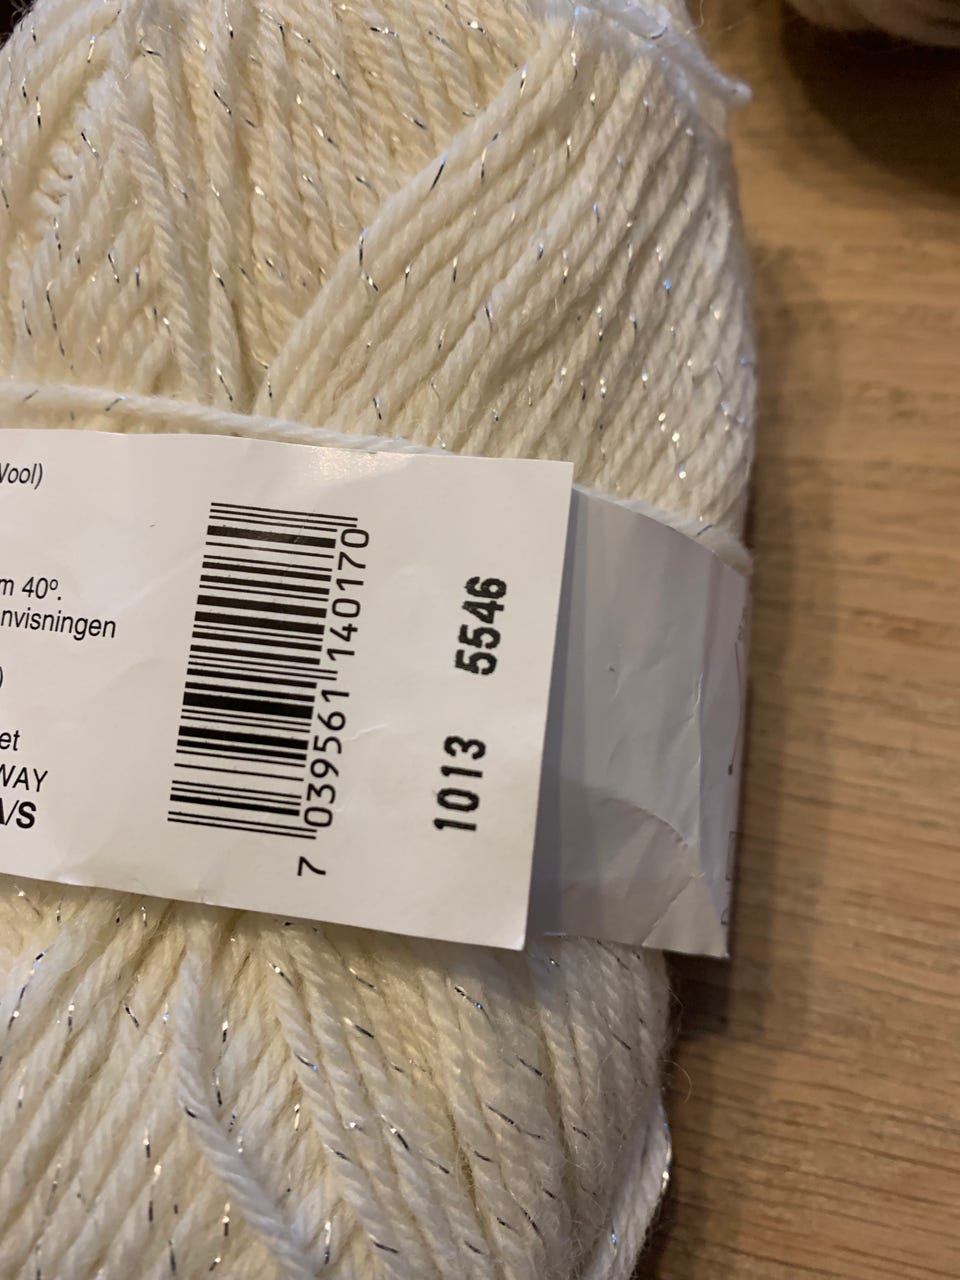 Wool)
m 40º.
nvisningen
)
et
WAY
A/S
7 039561 140170
1013 5546